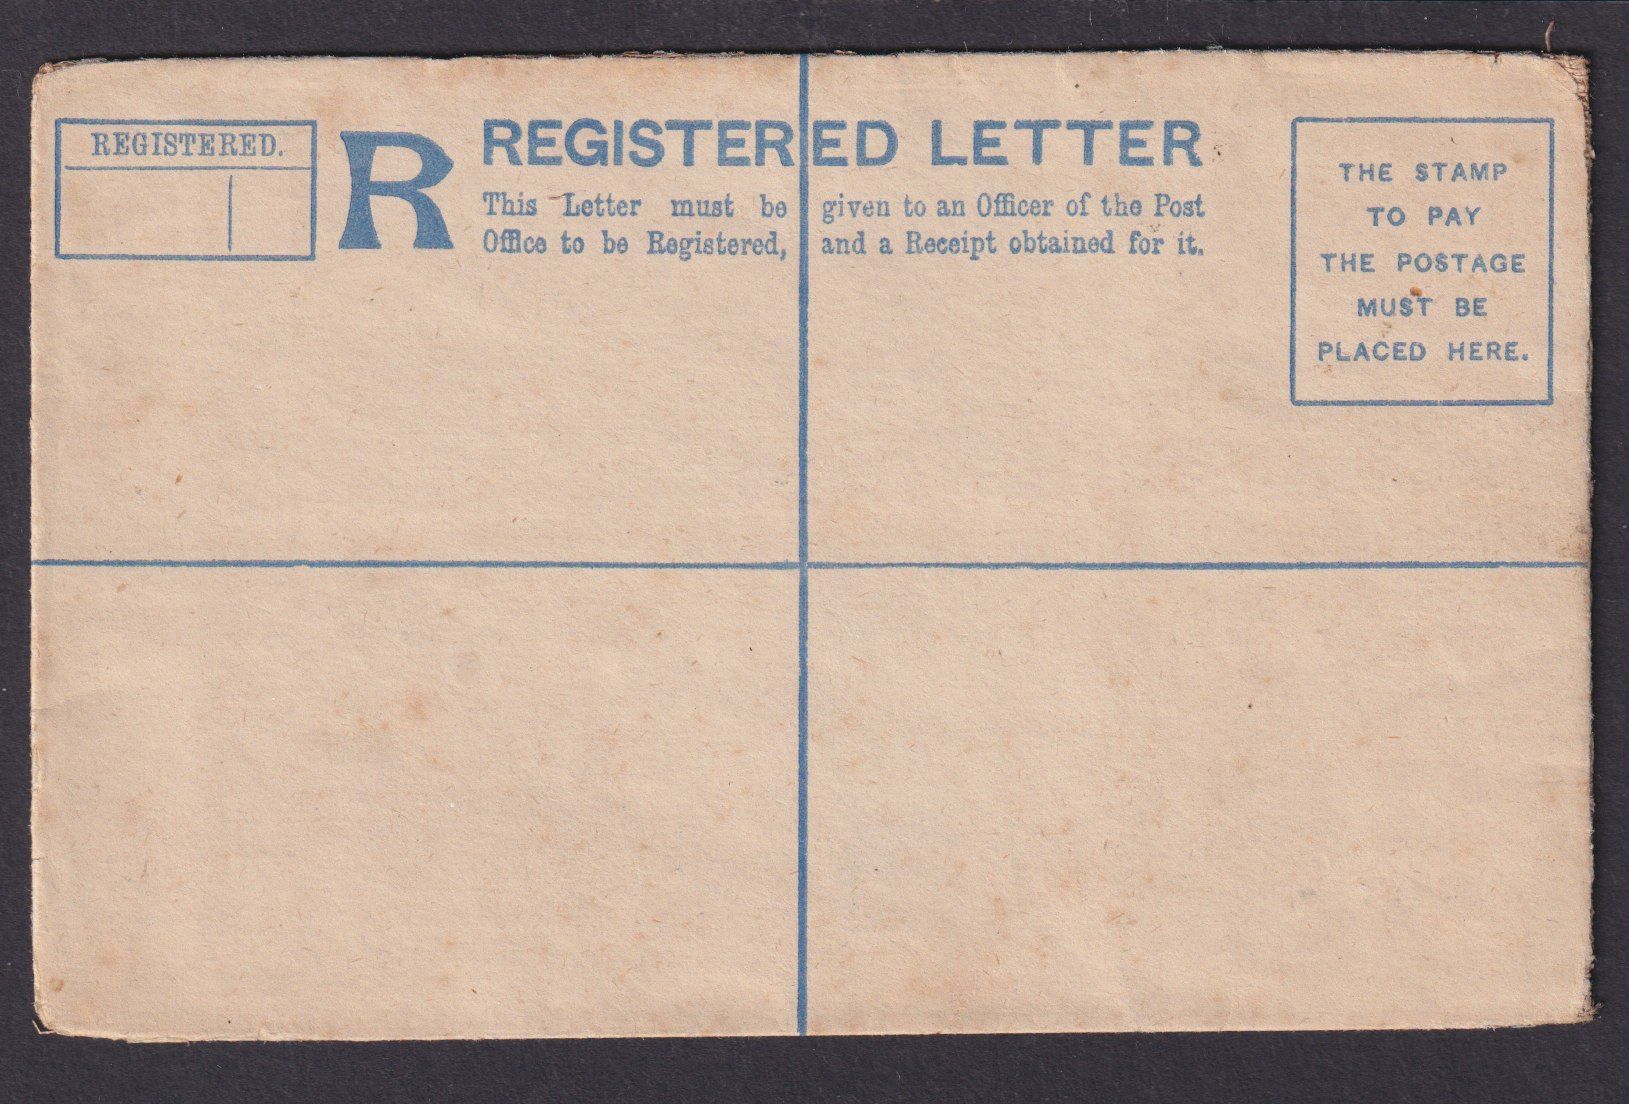 REGISTERED.
R
REGISTERED LETTER
This Letter must be given to an Officer of the Post
Office to be Registered, and a Receipt obtained for it.
THE STAMP
TO PAY
THE POSTAGE
MUST BE
PLACED HERE.